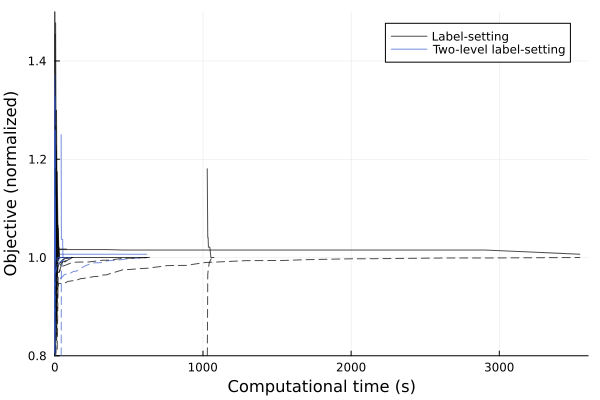 1.4
1.2
1.0
0.8
Objective (normalized)
Label-setting
Two-level label-setting
0
1000
2000
3000
Computational time (s)